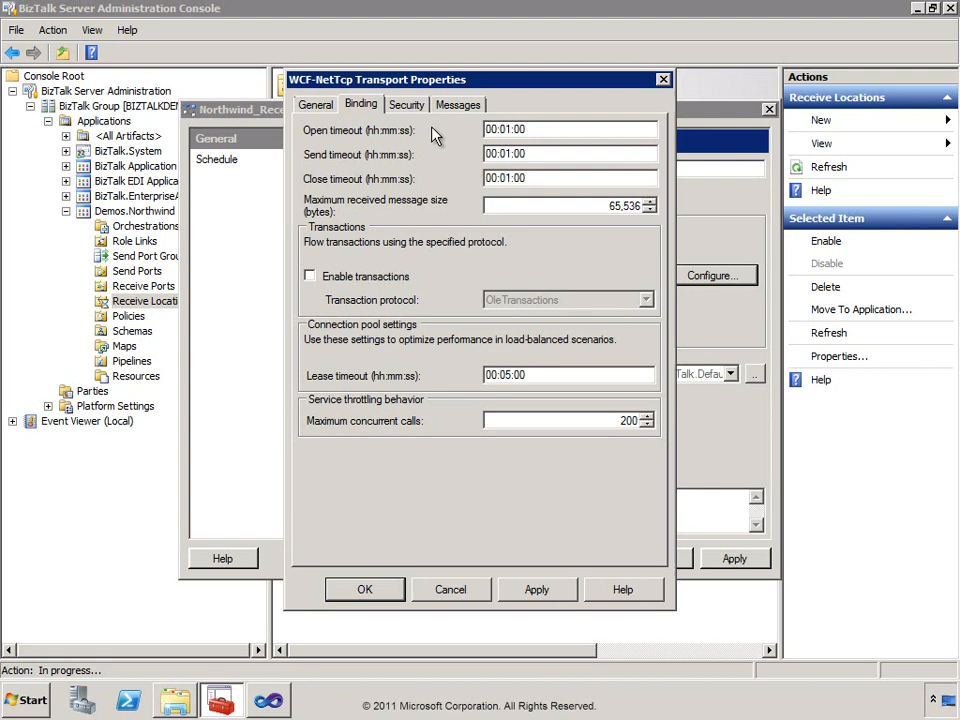 BizTalk Server Administration Console
File Action View Help
Console Root
BizTalk Server Administration
BizTalk Group [BIZTALKDEM
Applications
<All Artifacts>
BizTalk.System
BizTalk Application
BizTalk EDI Applica
BizTalk.EnterpriseA
Demos.Northwind
Orchestrations
Role Links
Send Port Grou
Send Ports
Receive Ports
Receive Locati
Policies
Schemas
Maps
Pipelines
Resources
Parties
Platform Settings
Event Viewer (Local)
Northwind_Rece
General
Schedule
Help
WCF-NetTcp Transport Properties
General Binding Security Messages
Open timeout (hh:mm:ss): 00:01:00
Send timeout (hh:mm:ss): 00:01:00
Close timeout (hh:mm:ss): 00:01:00
Maximum received message size
(bytes): 65,536
Transactions
Flow transactions using the specified protocol.
Enable transactions
Transaction protocol: OleTransactions
Connection pool settings
Use these settings to optimize performance in load-balanced scenarios.
Lease timeout (hh:mm:ss): 00:05:00
Service throttling behavior
Maximum concurrent calls: 200
OK Cancel Apply Help
Configure...
Talk.Defau
..
Apply
Actions
Receive Locations
New
View
Refresh
Help
Selected Item
Enable
Disable
Delete
Move To Application...
Refresh
Properties...
Help
Action: In progress...
Start
© 2011 Microsoft Corporation. All Rights Reserved.